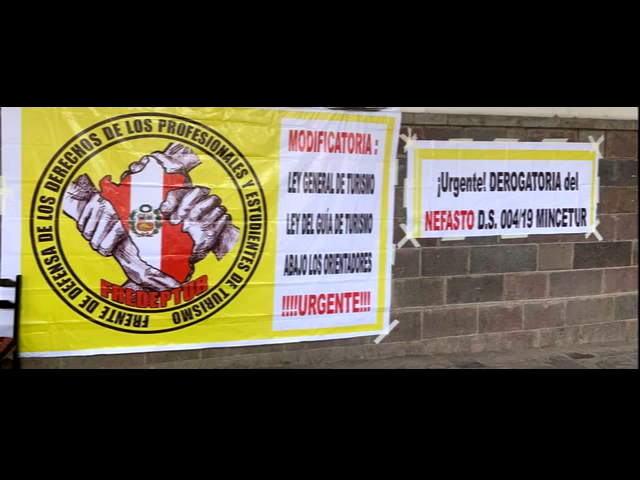 FRENTE DE DEFENSA DE LOS DERECHOS DE LOS PROFESIONALES Y ESTUDIANTES DE TURISMO
FREDEPTUR
MODIFICATORIA :
LEY GENERAL DE TURISMO
LEY DEL GUÍA DE TURISMO
ABAJO LOS ORIENTADORES
!!!!URGENTE!!!
¡Urgente! DEROGATORIA del
NEFASTO D.S. 004/19 MINCETUR